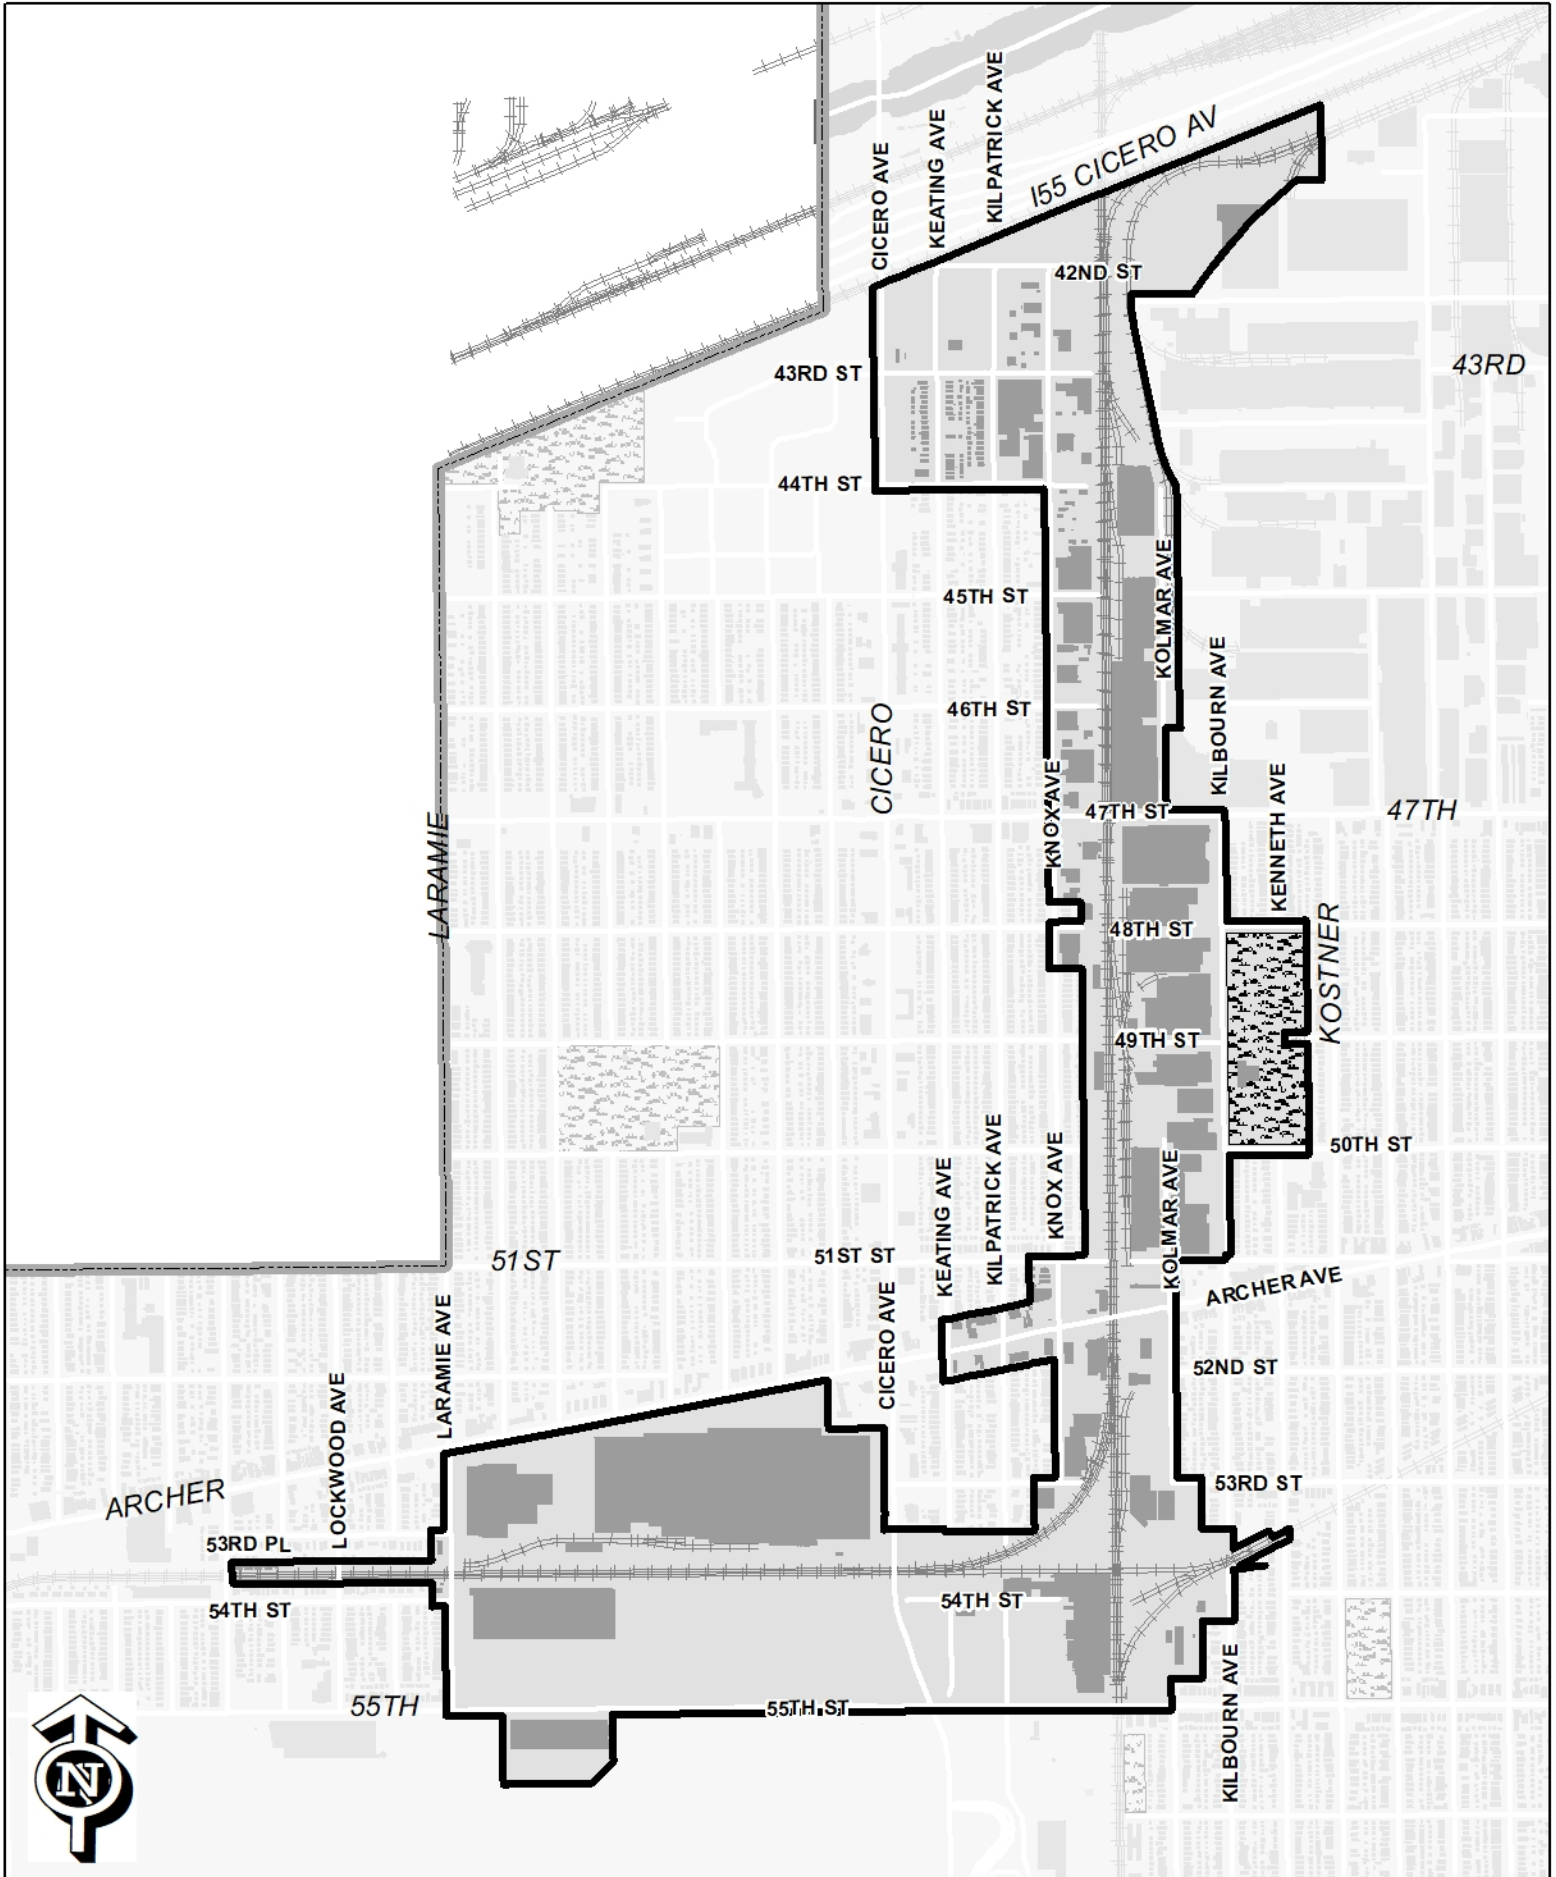 KILPATRICK AVE
KEATING AVE
CICERO AVE
I55 CICERO AV
42ND ST
43RD ST
43RD
44TH ST
45TH ST
KOLMAR AVE
KILBOURN AVE
46TH ST
CICERO
KNOX AVE
KENNETH AVE
47TH ST
47TH
LARAMIE
KOSTNER
48TH ST
49TH ST
50TH ST
KEATING AVE
KILPATRICK AVE
KNOX AVE
KOLMAR AVE
51ST
51ST ST
ARCHER AVE
LARAMIE AVE
CICERO AVE
52ND ST
LOCKWOOD AVE
ARCHER
53RD ST
53RD PL
54TH ST
54TH ST
KILBOURN AVE
55TH
55TH ST
N